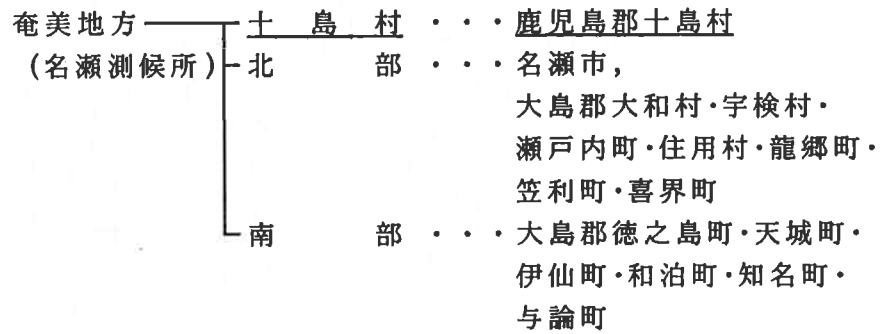 奄美地方 十島村 ・・・鹿児島郡十島村
(名瀬測候所) 北部 ・・・名瀬市,
大島郡大和村・宇検村・
瀬戸内町・住用村・龍郷町・
笠利町・喜界町
南部 ・・・大島郡徳之島町・天城町・
伊仙町・和泊町・知名町・
与論町